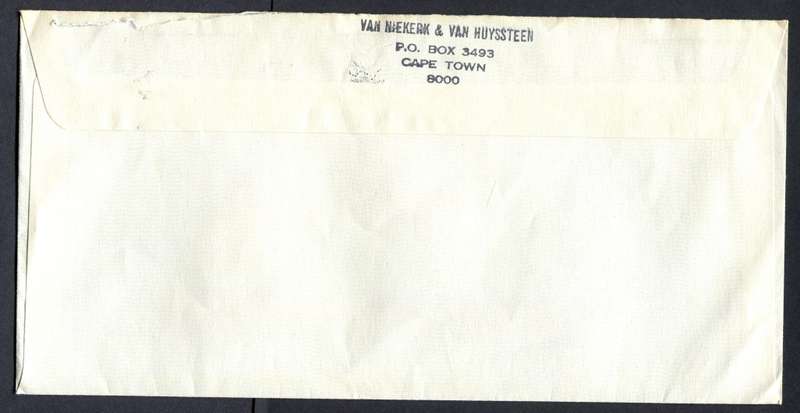 VAN NIEKERK & VAN HUYSSTEEN
P.O. BOX 3493
CAPE TOWN
8000